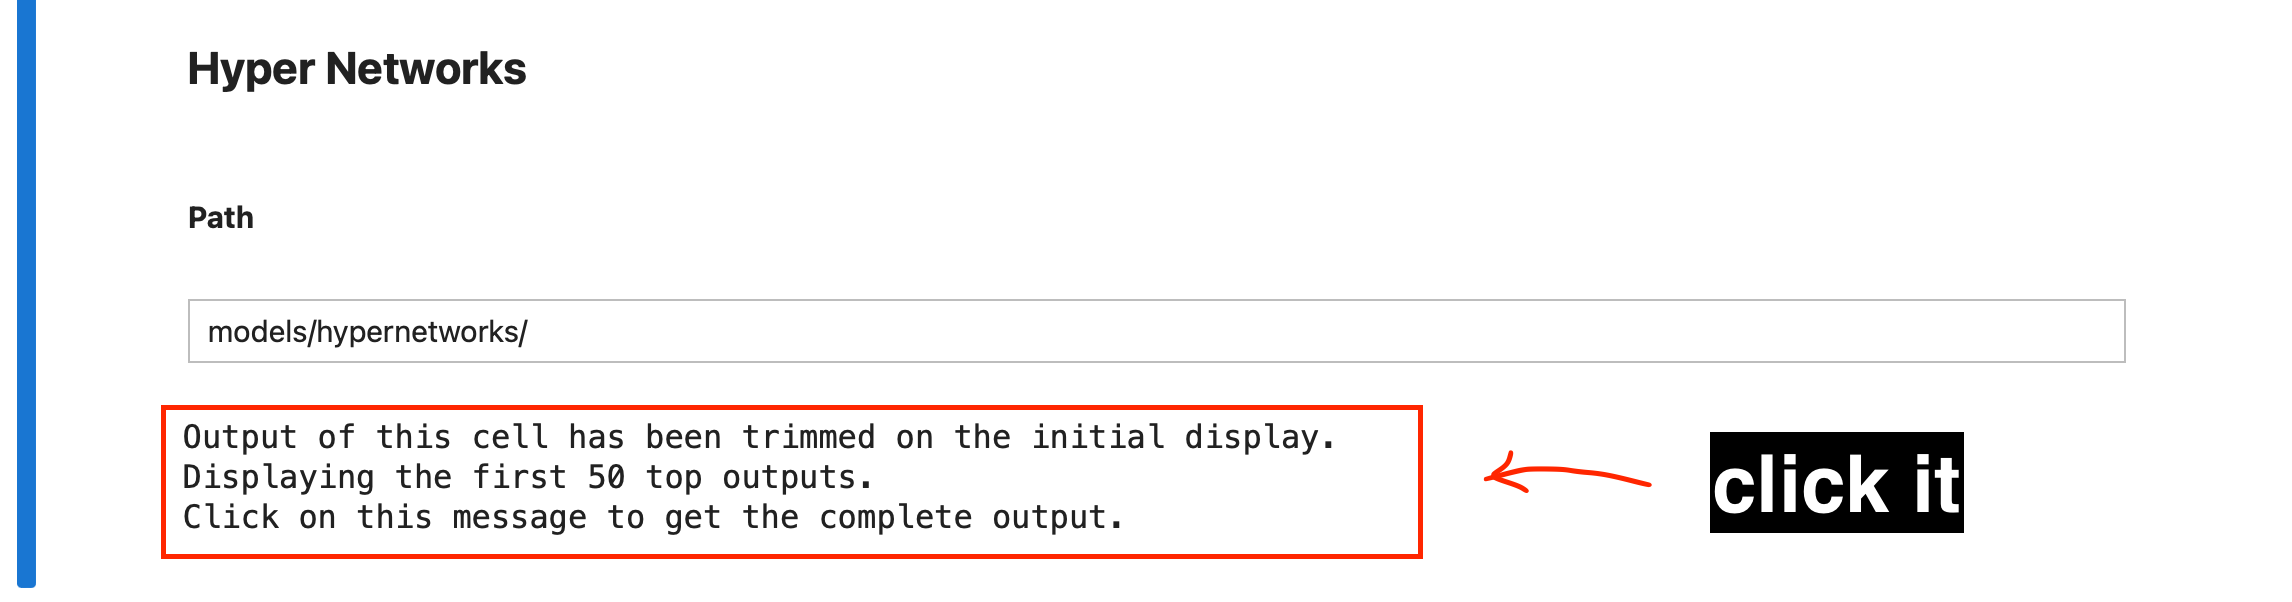 Hyper Networks
Path
models/hypernetworks/
Output of this cell has been trimmed on the initial display.
Displaying the first 50 top outputs.
Click on this message to get the complete output.
click it